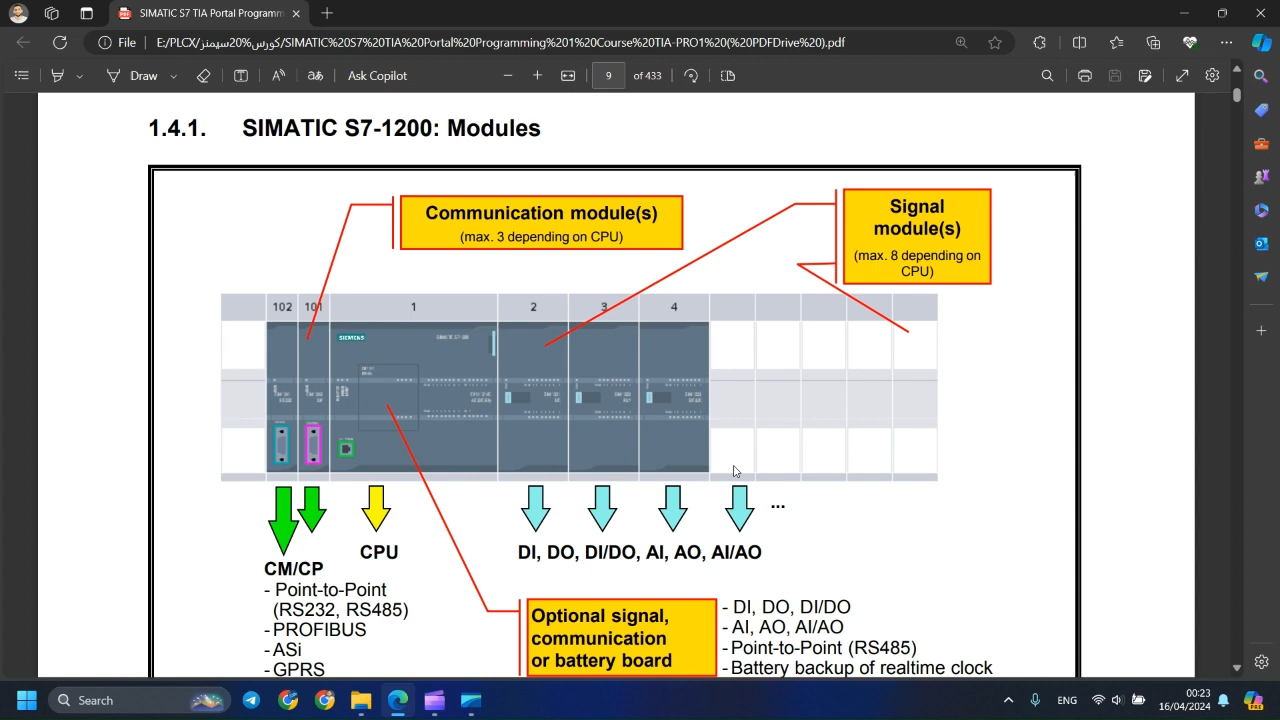 SIMATIC S7 TIA Portal Programm
File
E:/PLCX/کورس%20سیمنز/SIMATIC%20S7%20TIA%20Portal%20Programming%201%20Course%20TIA-PRO1%20(%20PDFDrive%20).pdf
Draw
Ask Copilot
9 of 433
1.4.1. SIMATIC S7-1200: Modules
Communication module(s)
(max. 3 depending on CPU)
Signal
module(s)
(max. 8 depending on
CPU)
102 101 1 2 3 4
SIEMENS
SIMATIC S7-1200
...
CPU
DI, DO, DI/DO, AI, AO, AI/AO
CM/CP
- Point-to-Point
(RS232, RS485)
- PROFIBUS
- ASi
- GPRS
Optional signal,
communication
or battery board
- DI, DO, DI/DO
- AI, AO, AI/AO
- Point-to-Point (RS485)
- Battery backup of realtime clock
Search
ENG
00:23
16/04/2024